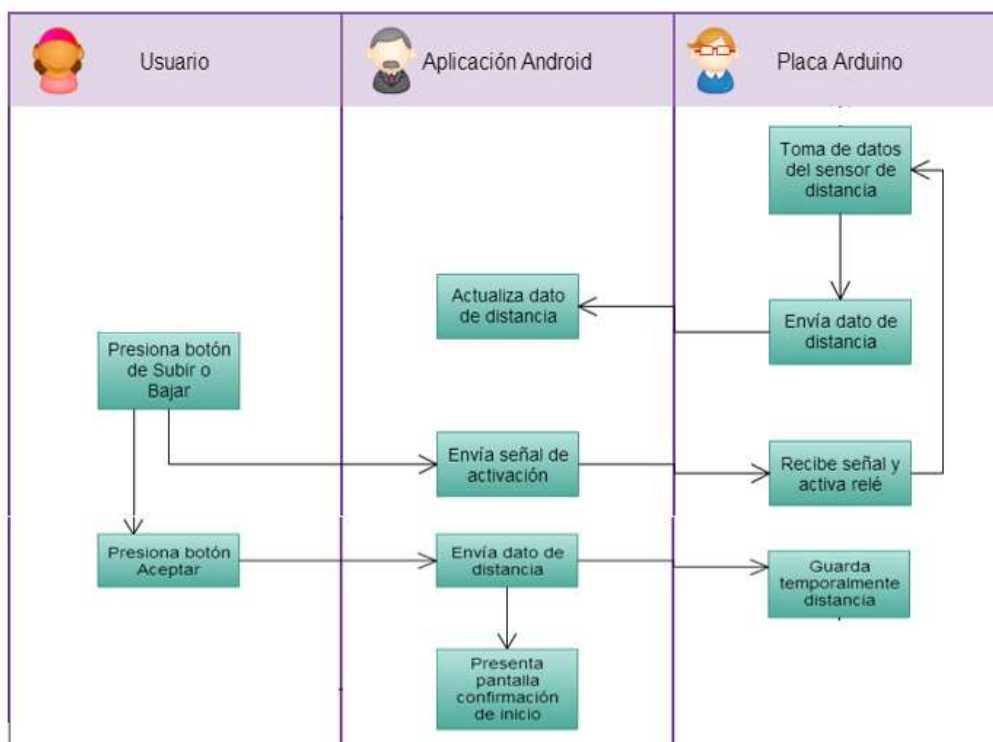 Usuario
Aplicación Android
Placa Arduino
Toma de datos
del sensor de
distancia
Actualiza dato
de distancia
Envía dato de
distancia
Presiona botón
de Subir o
Bajar
Envía señal de
activación
Recibe señal y
activa relé
Presiona botón
Aceptar
Envía dato de
distancia
Guarda
temporalmente
distancia
Presenta
pantalla
confirmación
de inicio